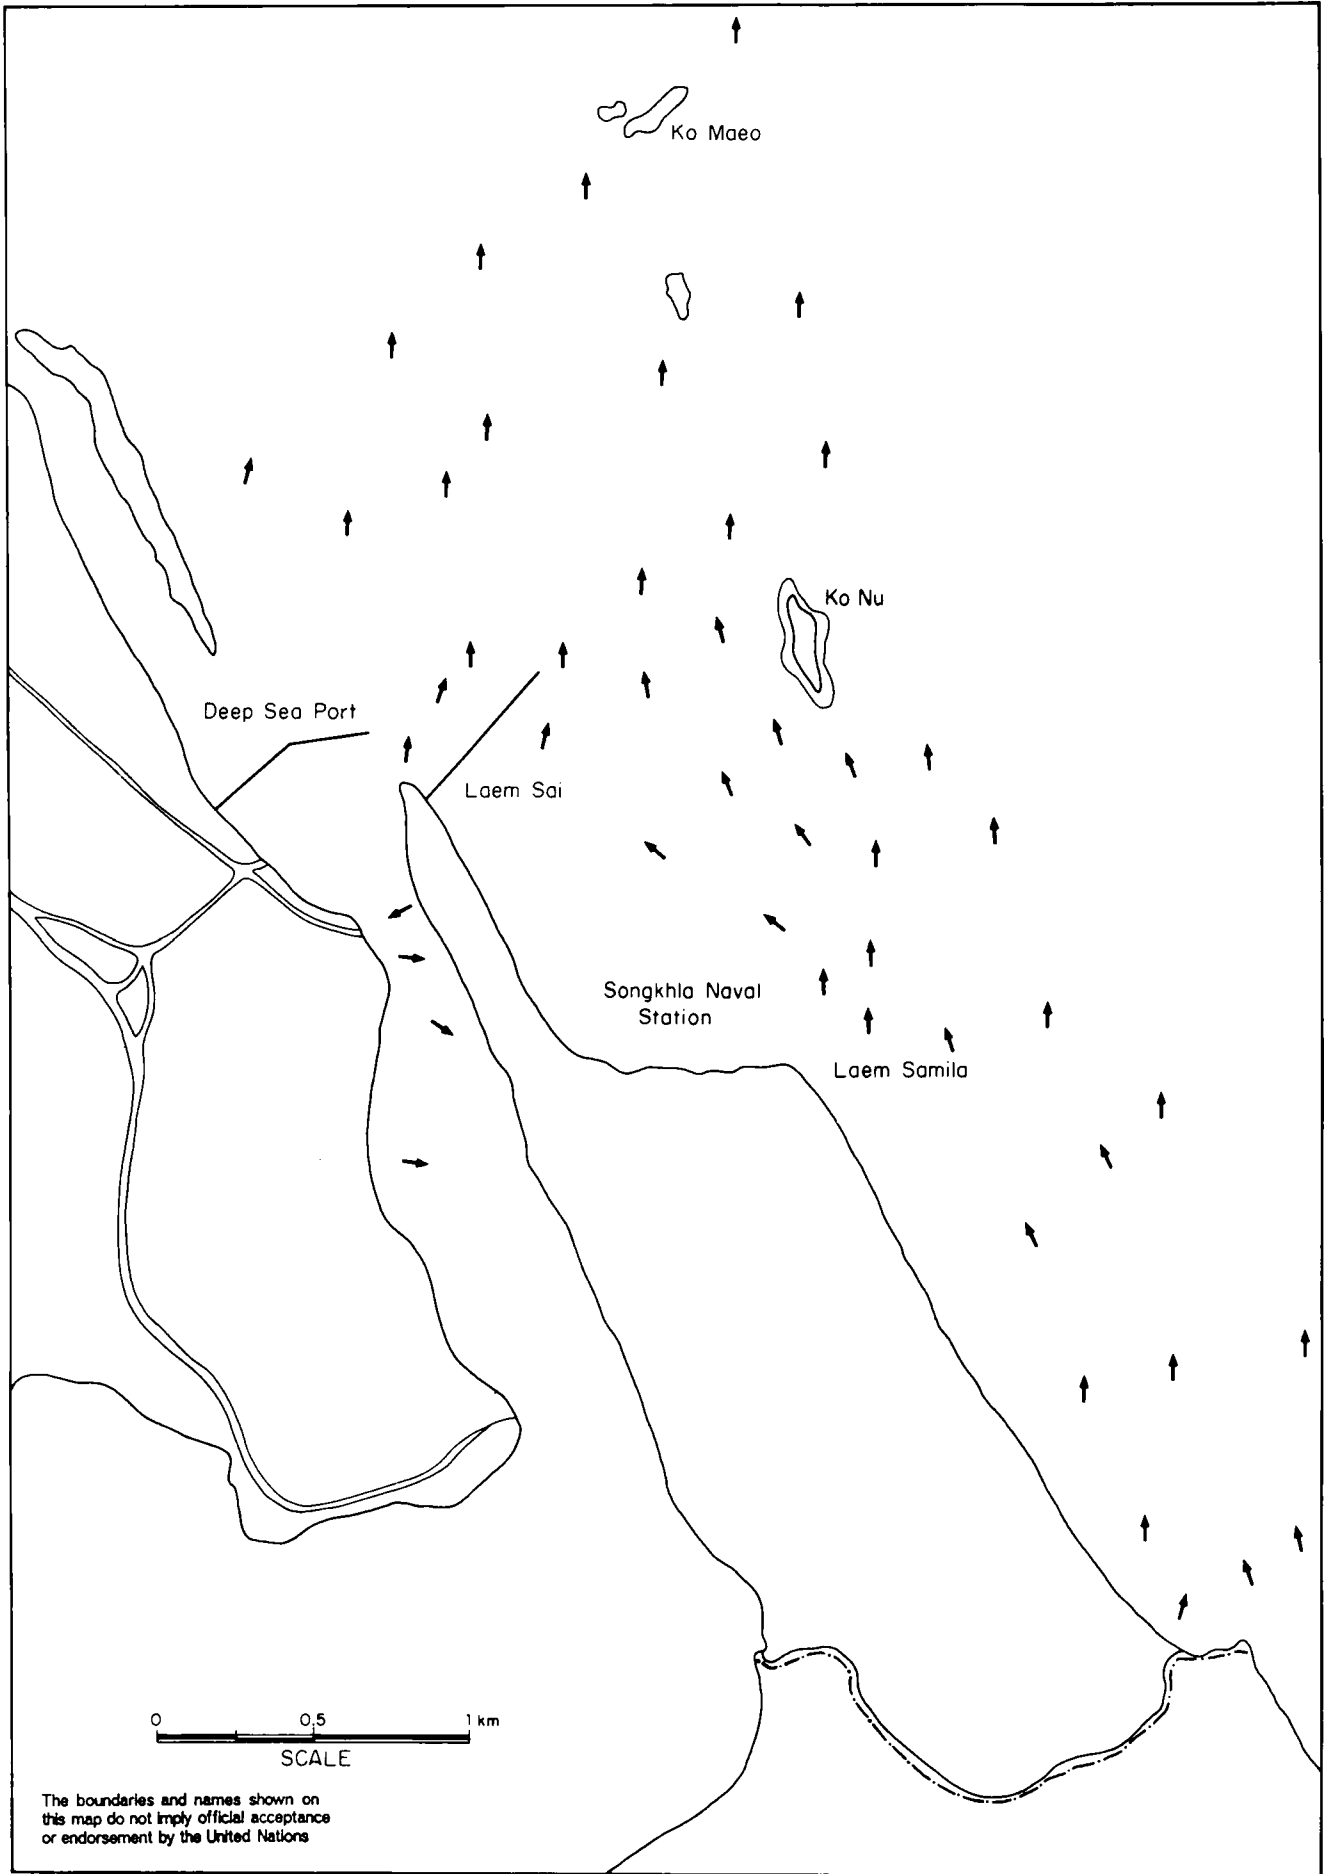 Ko Maeo
Ko Nu
Deep Sea Port
Laem Sai
Songkhla Naval
Station
Laem Samila
0 0.5 1 km
SCALE
The boundaries and names shown on
this map do not imply official acceptance
or endorsement by the United Nations